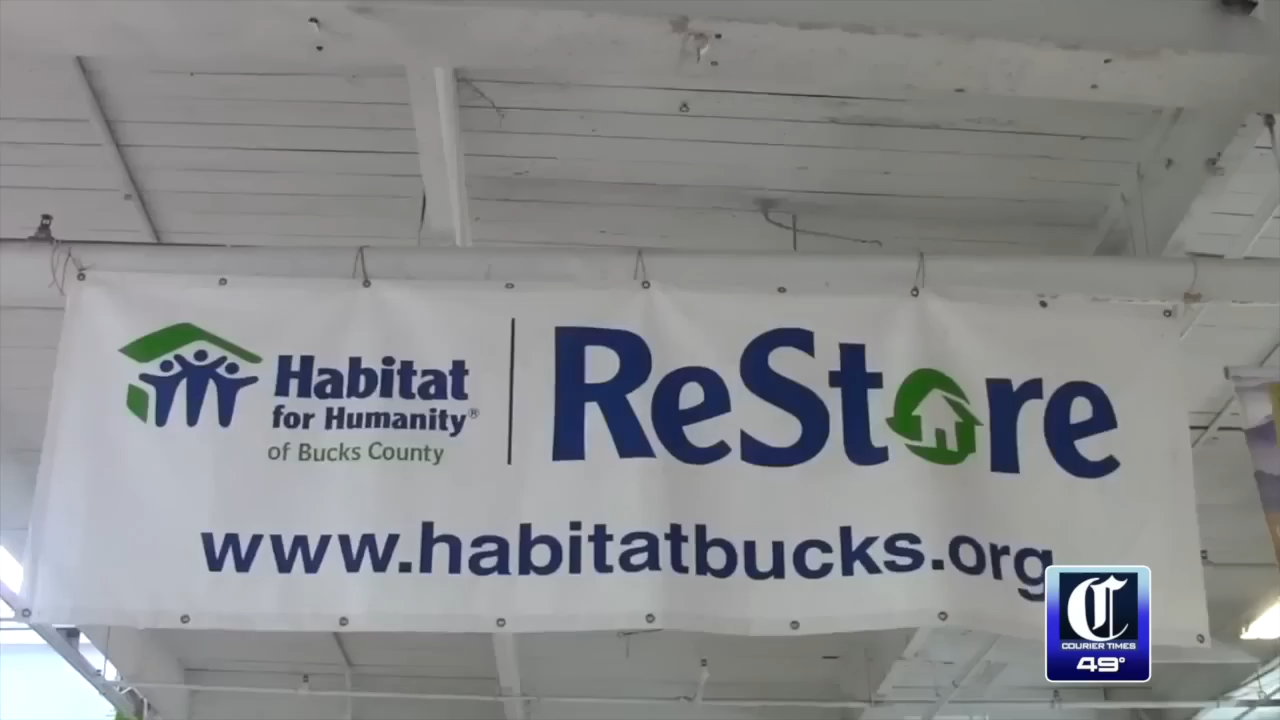 Habitat
for Humanity®
of Bucks County
ReStore
www.habitatbucks.org
C
COURIER TIMES
49°